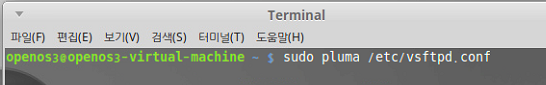 Terminal
파일(F) 편집(E) 보기(V) 검색(S) 터미널(T) 도움말(H)
openos3@openos3-virtual-machine ~ $ sudo pluma /etc/vsftpd.conf